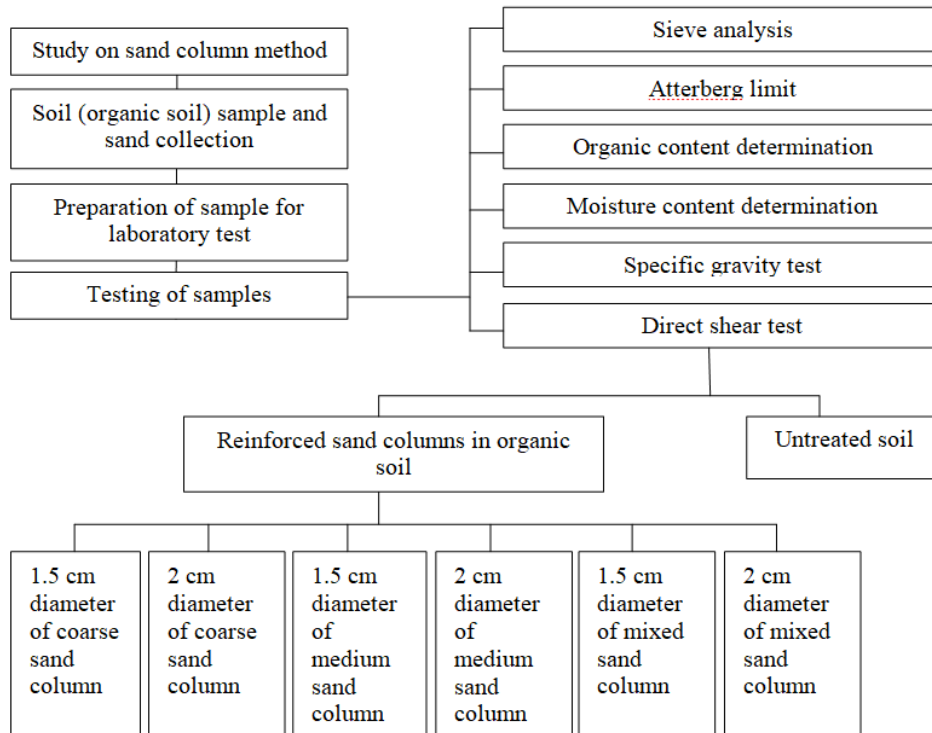 Study on sand column method
Soil (organic soil) sample and
sand collection
Preparation of sample for
laboratory test
Testing of samples
Sieve analysis
Atterberg limit
Organic content determination
Moisture content determination
Specific gravity test
Direct shear test
Reinforced sand columns in organic
soil
Untreated soil
1.5 cm
diameter
of coarse
sand
column
2 cm
diameter
of coarse
sand
column
1.5 cm
diameter
of
medium
sand
column
2 cm
diameter
of
medium
sand
column
1.5 cm
diameter
of mixed
sand
column
2 cm
diameter
of mixed
sand
column